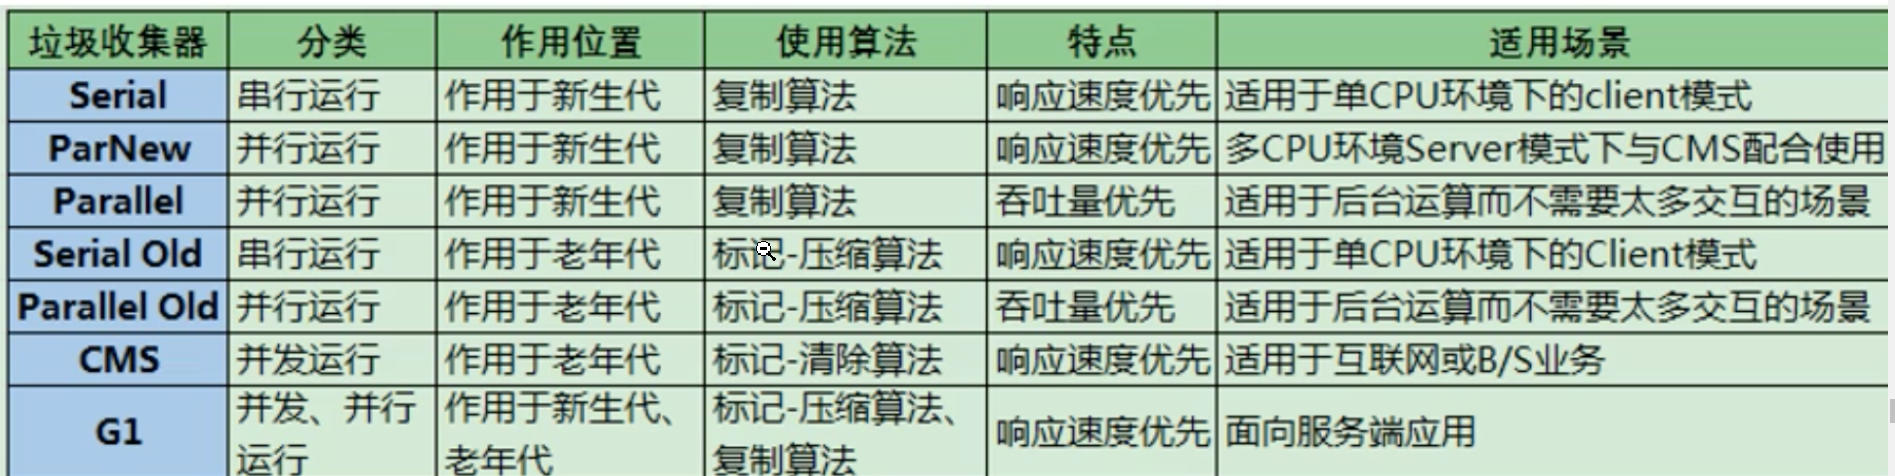 垃圾收集器 分类 作用位置 使用算法 特点 适用场景
Serial 串行运行 作用于新生代 复制算法 响应速度优先 适用于单CPU环境下的client模式
ParNew 并行运行 作用于新生代 复制算法 响应速度优先 多CPU环境Server模式下与CMS配合使用
Parallel 并行运行 作用于新生代 复制算法 吞吐量优先 适用于后台运算而不需要太多交互的场景
Serial Old 串行运行 作用于老年代 标记-压缩算法 响应速度优先 适用于单CPU环境下的Client模式
Parallel Old 并行运行 作用于老年代 标记-压缩算法 吞吐量优先 适用于后台运算而不需要太多交互的场景
CMS 并发运行 作用于老年代 标记-清除算法 响应速度优先 适用于互联网或B/S业务
G1 并发、并行 作用于新生代、 标记-压缩算法、 响应速度优先 面向服务端应用
运行 老年代 复制算法